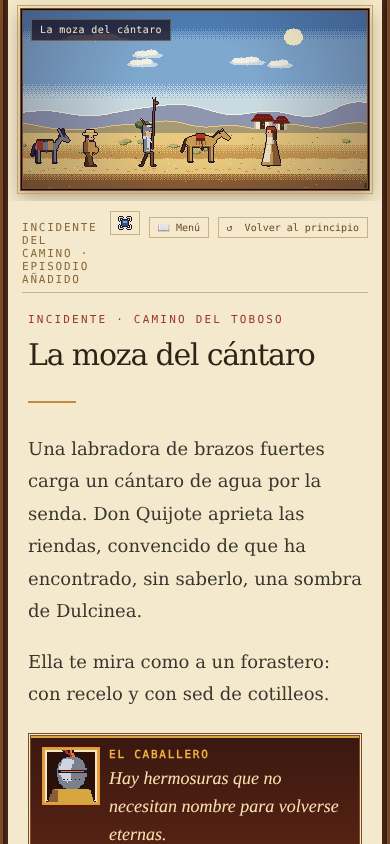 La moza del cántaro
INCIDENTE
DEL
CAMINO ·
EPISODIO
AÑADIDO
📖 Menú
↺ Volver al principio
INCIDENTE · CAMINO DEL TOBOSO
La moza del cántaro
Una labradora de brazos fuertes
carga un cántaro de agua por la
senda. Don Quijote aprieta las
riendas, convencido de que ha
encontrado, sin saberlo, una sombra
de Dulcinea.
Ella te mira como a un forastero:
con recelo y con sed de cotilleos.
EL CABALLERO
Hay hermosuras que no
necesitan nombre para volverse
eternas.